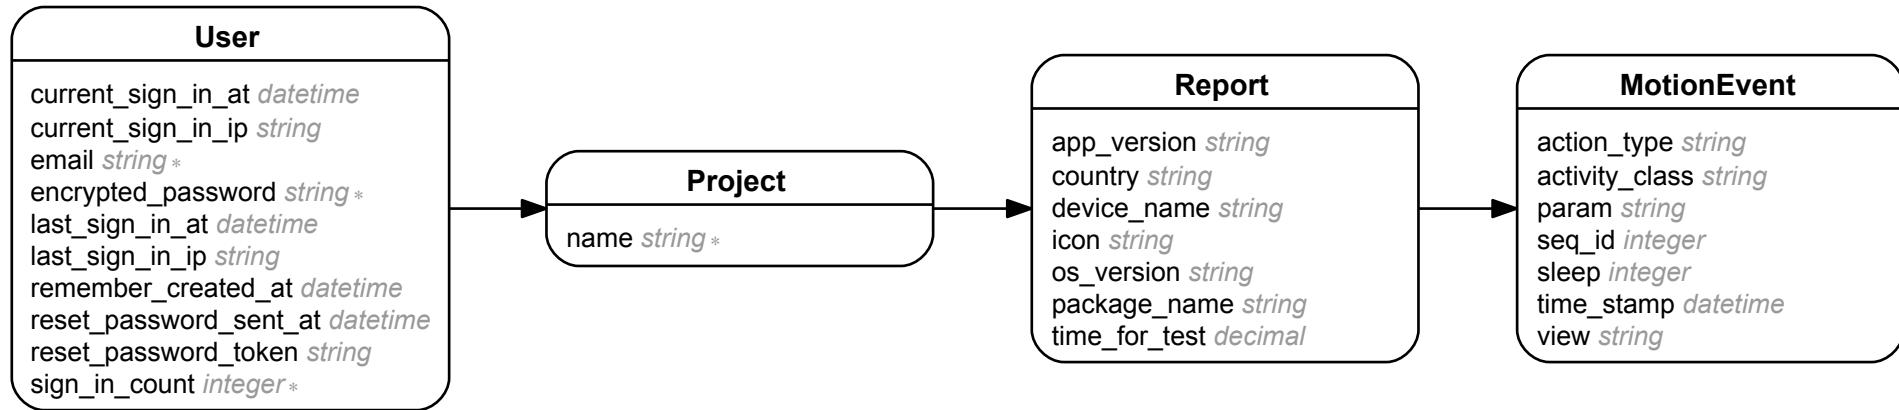 User
current_sign_in_at datetime
current_sign_in_ip string
email string *
encrypted_password string *
last_sign_in_at datetime
last_sign_in_ip string
remember_created_at datetime
reset_password_sent_at datetime
reset_password_token string
sign_in_count integer *
Project
name string *
Report
app_version string
country string
device_name string
icon string
os_version string
package_name string
time_for_test decimal
MotionEvent
action_type string
activity_class string
param string
seq_id integer
sleep integer
time_stamp datetime
view string